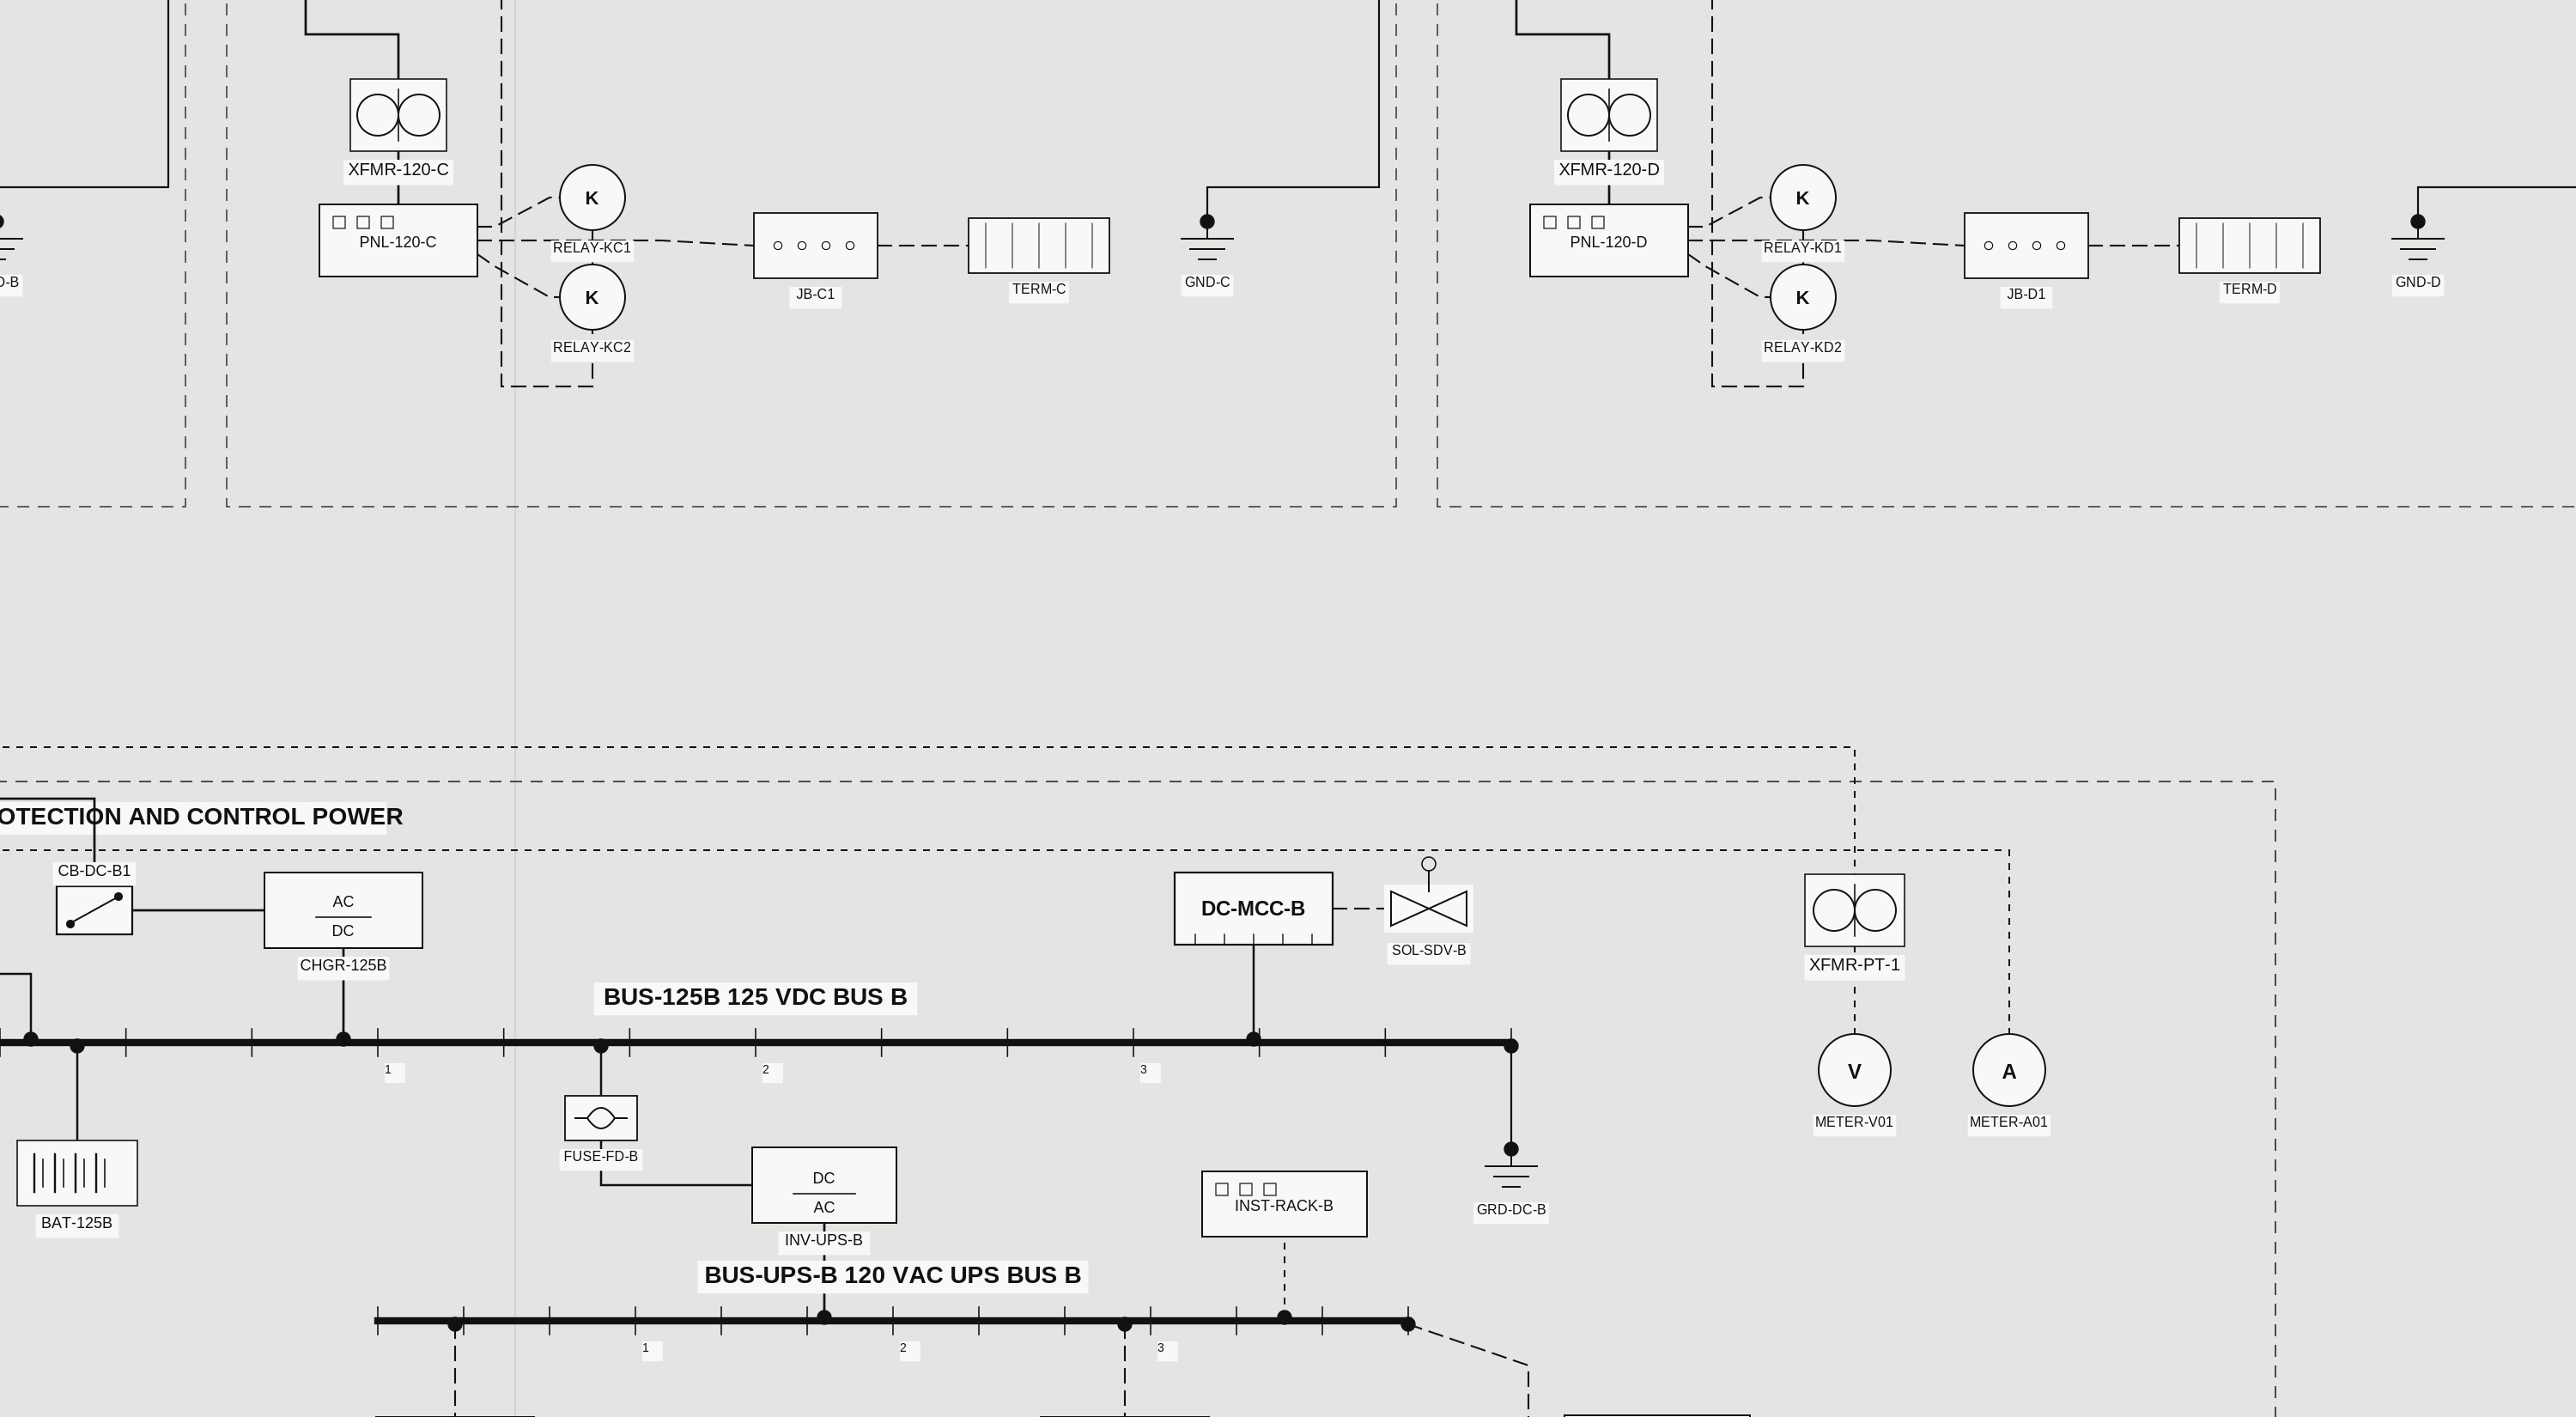 XFMR-120-C
XFMR-120-D
K
K
PNL-120-C
RELAY-KC1
PNL-120-D
RELAY-KD1
D-B
JB-C1
TERM-C
GND-C
JB-D1
TERM-D
GND-D
K
K
RELAY-KC2
RELAY-KD2
OTECTION AND CONTROL POWER
CB-DC-B1
AC
DC
CHGR-125B
DC-MCC-B
SOL-SDV-B
XFMR-PT-1
BUS-125B 125 VDC BUS B
1
2
3
V
A
METER-V01
METER-A01
FUSE-FD-B
DC
AC
INST-RACK-B
GRD-DC-B
BAT-125B
INV-UPS-B
BUS-UPS-B 120 VAC UPS BUS B
1
2
3